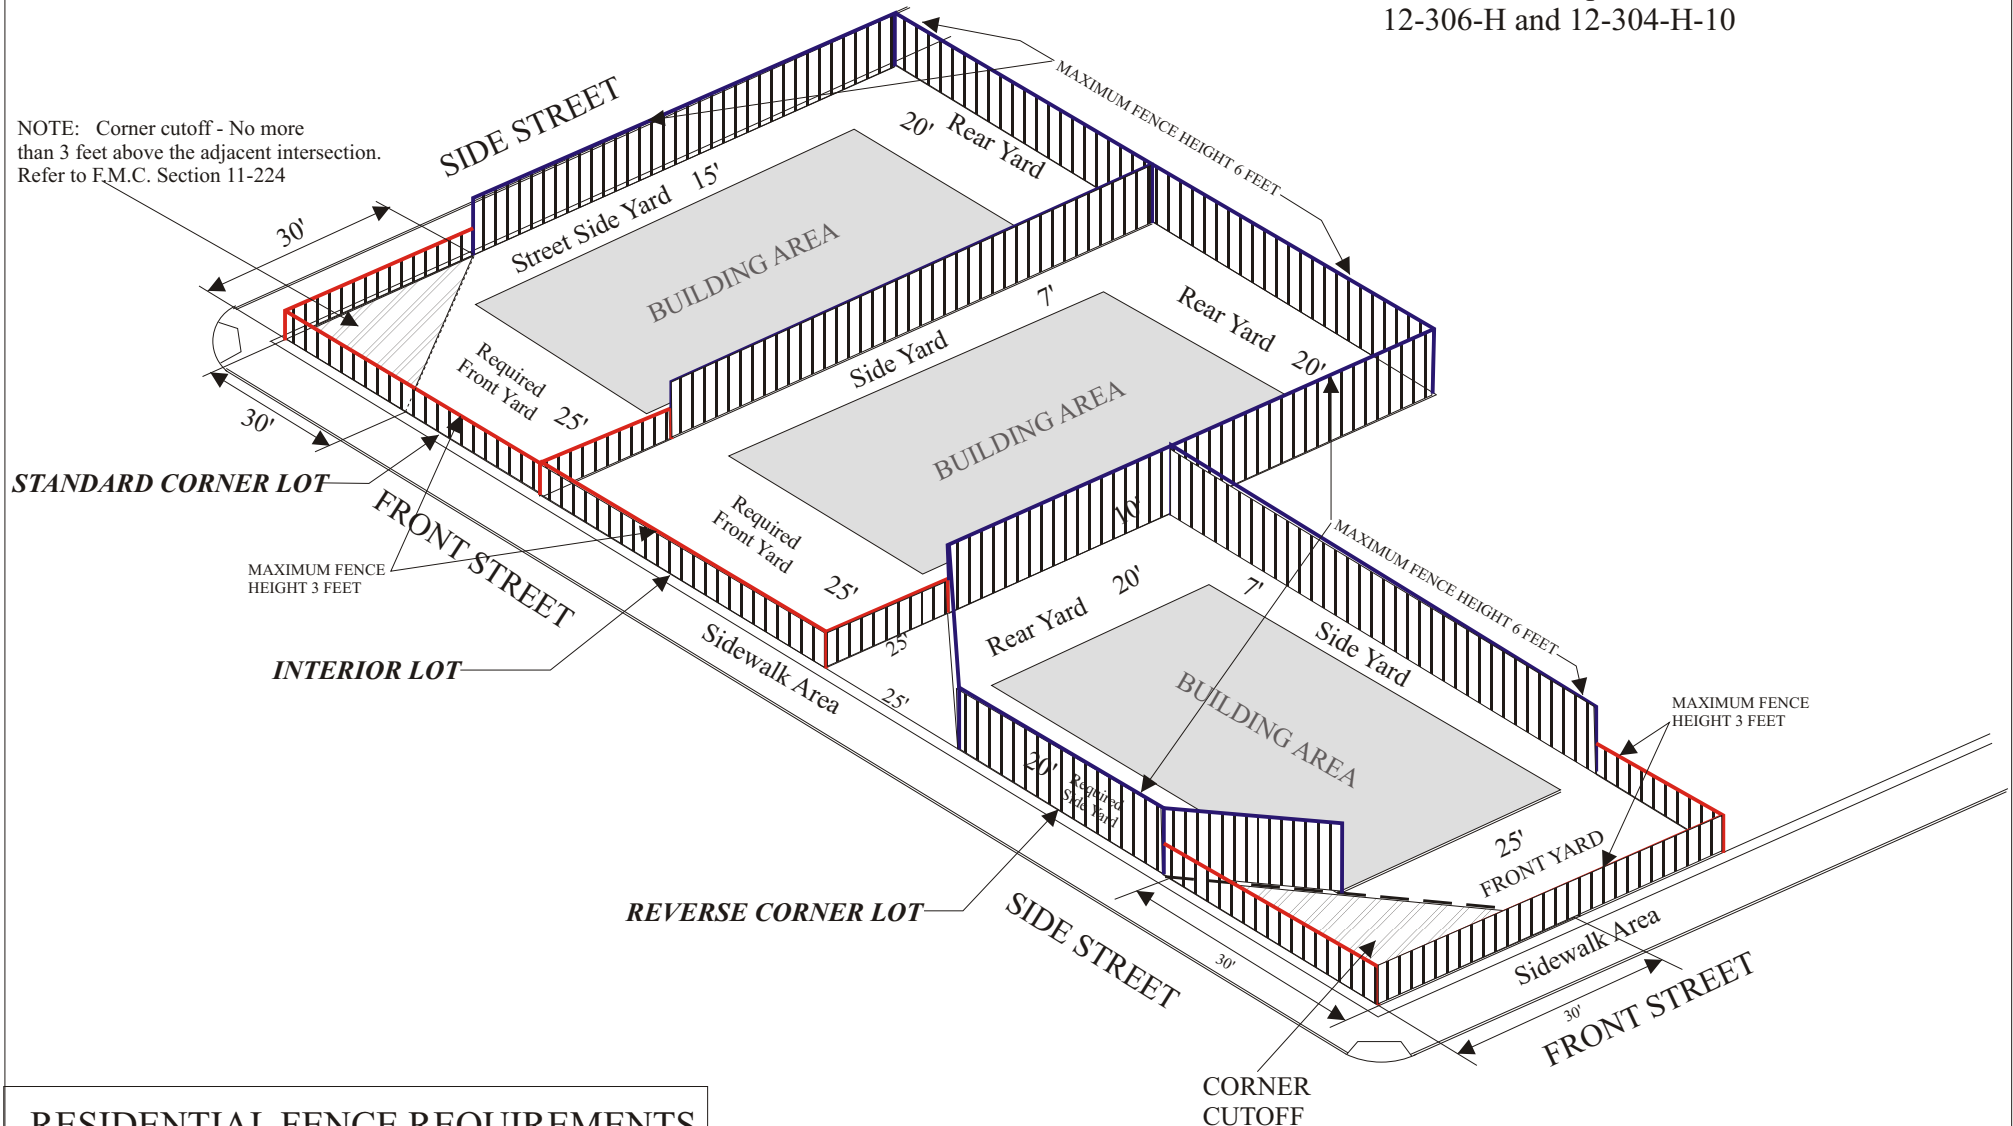 12-306-H and 12-304-H-10
NOTE: Corner cutoff - No more
than 3 feet above the adjacent intersection.
Refer to F.M.C. Section 11-224
SIDE STREET
MAXIMUM FENCE HEIGHT 6 FEET
20' Rear Yard
Street Side Yard 15'
30'
BUILDING AREA
Required
Front Yard 25'
30'
7'
Side Yard
Rear Yard 20'
BUILDING AREA
STANDARD CORNER LOT
FRONT STREET
MAXIMUM FENCE
HEIGHT 3 FEET
Required
Front Yard 25'
10'
MAXIMUM FENCE HEIGHT 6 FEET
INTERIOR LOT
Sidewalk Area
25'
25'
Rear Yard 20'
7'
Side Yard
BUILDING AREA
MAXIMUM FENCE
HEIGHT 3 FEET
20' Required
Side Yard
25'
FRONT YARD
REVERSE CORNER LOT
SIDE STREET
30'
Sidewalk Area
30'
FRONT STREET
CORNER
CUTOFF
RESIDENTIAL FENCE REQUIREMENTS